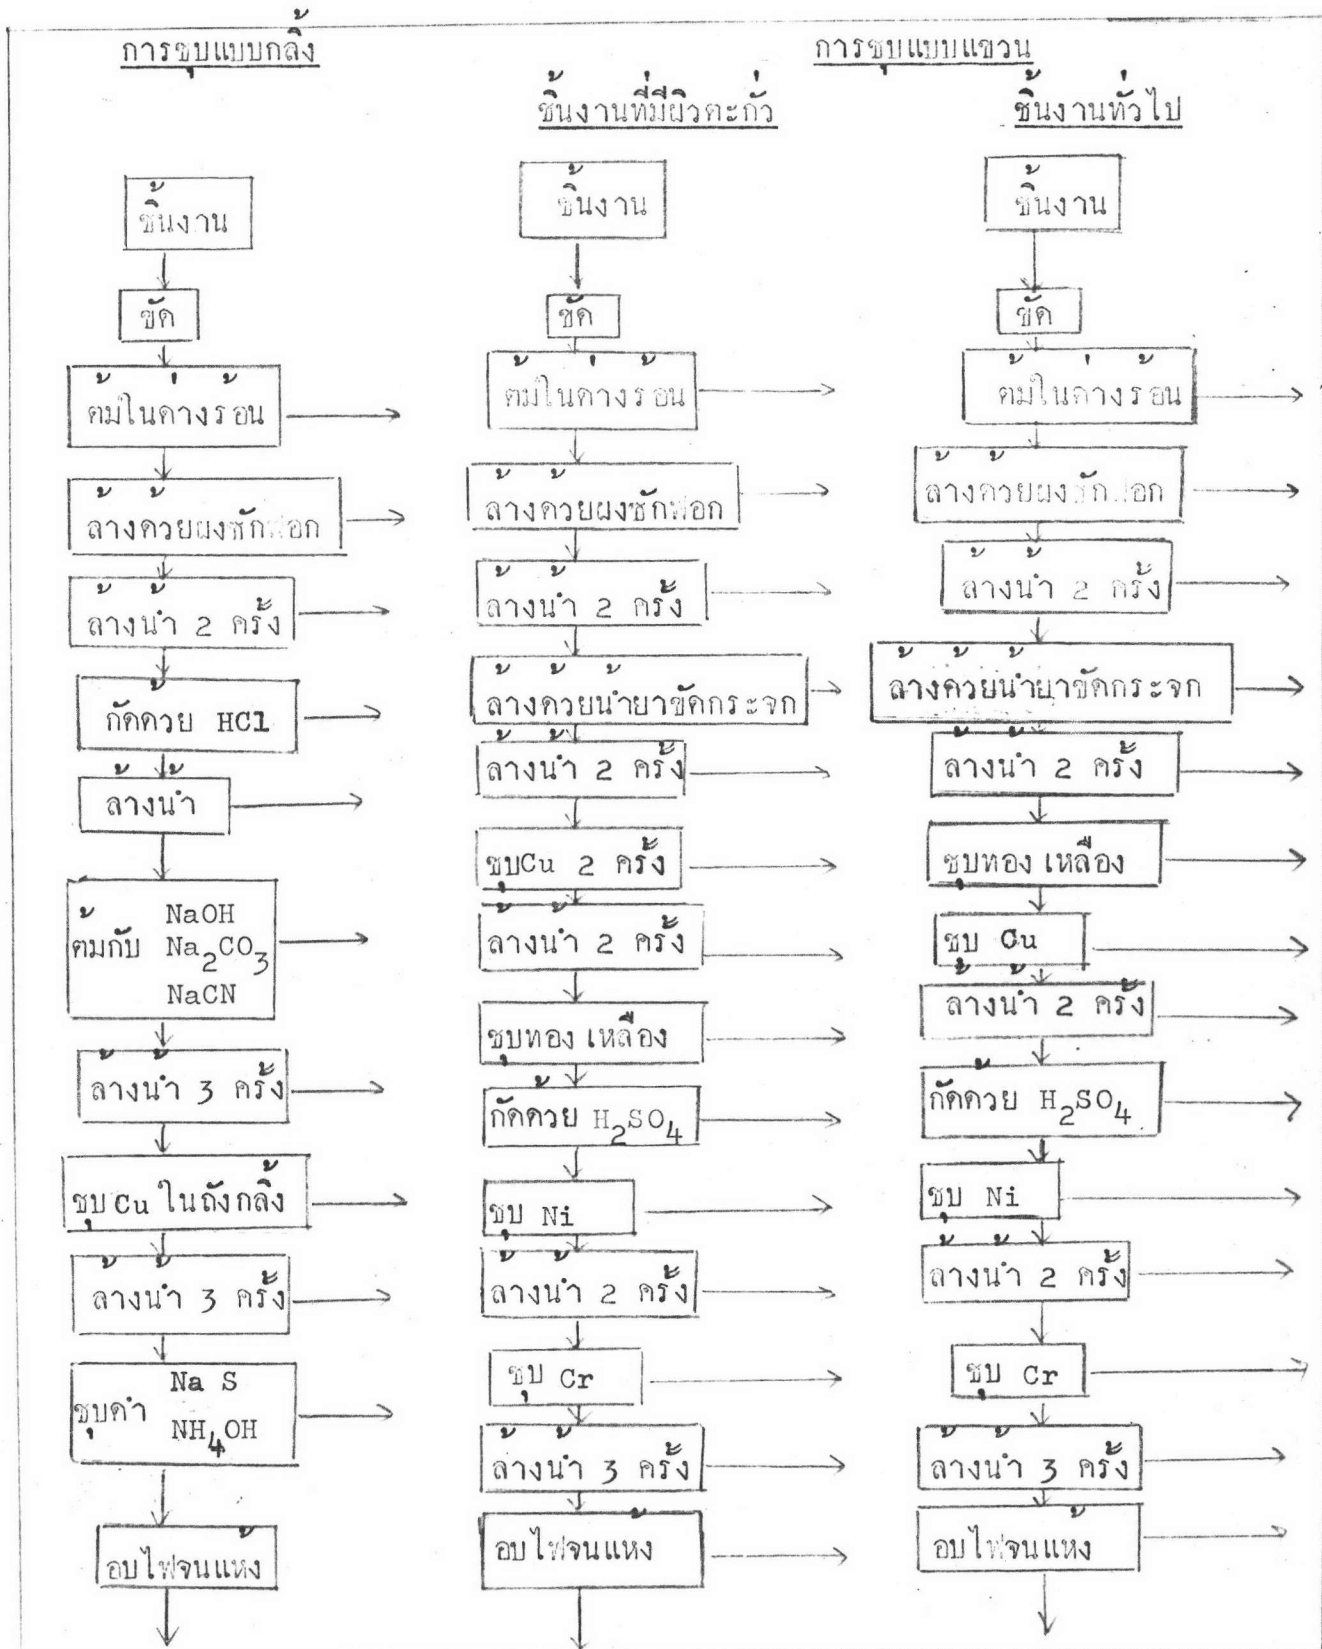 การชุบแบบกลิ้ง
ชิ้นงาน
ขัด
ต้มในด่างร้อน
ล้างด้วยผงซักฟอก
ล้างน้ำ 2 ครั้ง
กัดด้วย HCl
ล้างน้ำ
ต้มกับ
NaOH
Na2CO3
NaCN
ล้างน้ำ 3 ครั้ง
ชุบ Cu ในถังกลิ้ง
ล้างน้ำ 3 ครั้ง
ชุบดำ
Na S
NH4OH
อบไฟจนแห้ง
การชุบแบบแขวน
ชิ้นงานที่มีผิวตะกั่ว
ชิ้นงาน
ขัด
ต้มในด่างร้อน
ล้างด้วยผงซักฟอก
ล้างน้ำ 2 ครั้ง
ล้างด้วยน้ำยาขัดกระจก
ล้างน้ำ 2 ครั้ง
ชุบCu 2 ครั้ง
ล้างน้ำ 2 ครั้ง
ชุบทองเหลือง
กัดด้วย H2SO4
ชุบ Ni
ล้างน้ำ 2 ครั้ง
ชุบ Cr
ล้างน้ำ 3 ครั้ง
อบไฟจนแห้ง
ชิ้นงานทั่วไป
ชิ้นงาน
ขัด
ต้มในด่างร้อน
ล้างด้วยผงซักฟอก
ล้างน้ำ 2 ครั้ง
ล้างด้วยน้ำยาขัดกระจก
ล้างน้ำ 2 ครั้ง
ชุบทองเหลือง
ชุบ Cu
ล้างน้ำ 2 ครั้ง
กัดด้วย H2SO4
ชุบ Ni
ล้างน้ำ 2 ครั้ง
ชุบ Cr
ล้างน้ำ 3 ครั้ง
อบไฟจนแห้ง